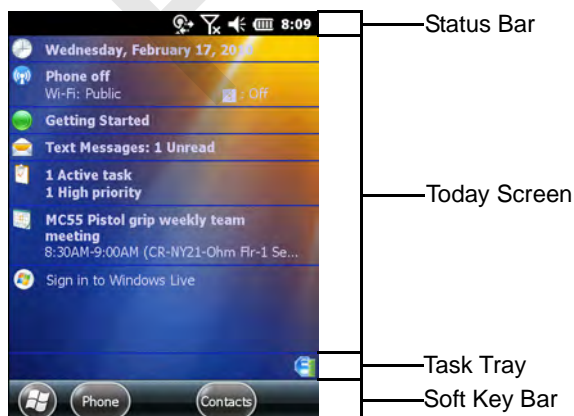 8:09
Status Bar
Wednesday, February 17, 20
Phone off
Wi-Fi: Public
: Off
Getting Started
Text Messages: 1 Unread
1 Active task
1 High priority
Today Screen
MC55 Pistol grip weekly team
meeting
8:30AM-9:00AM (CR-NY21-Ohm Flr-1 Se...
Sign in to Windows Live
Task Tray
Phone
Contacts
Soft Key Bar